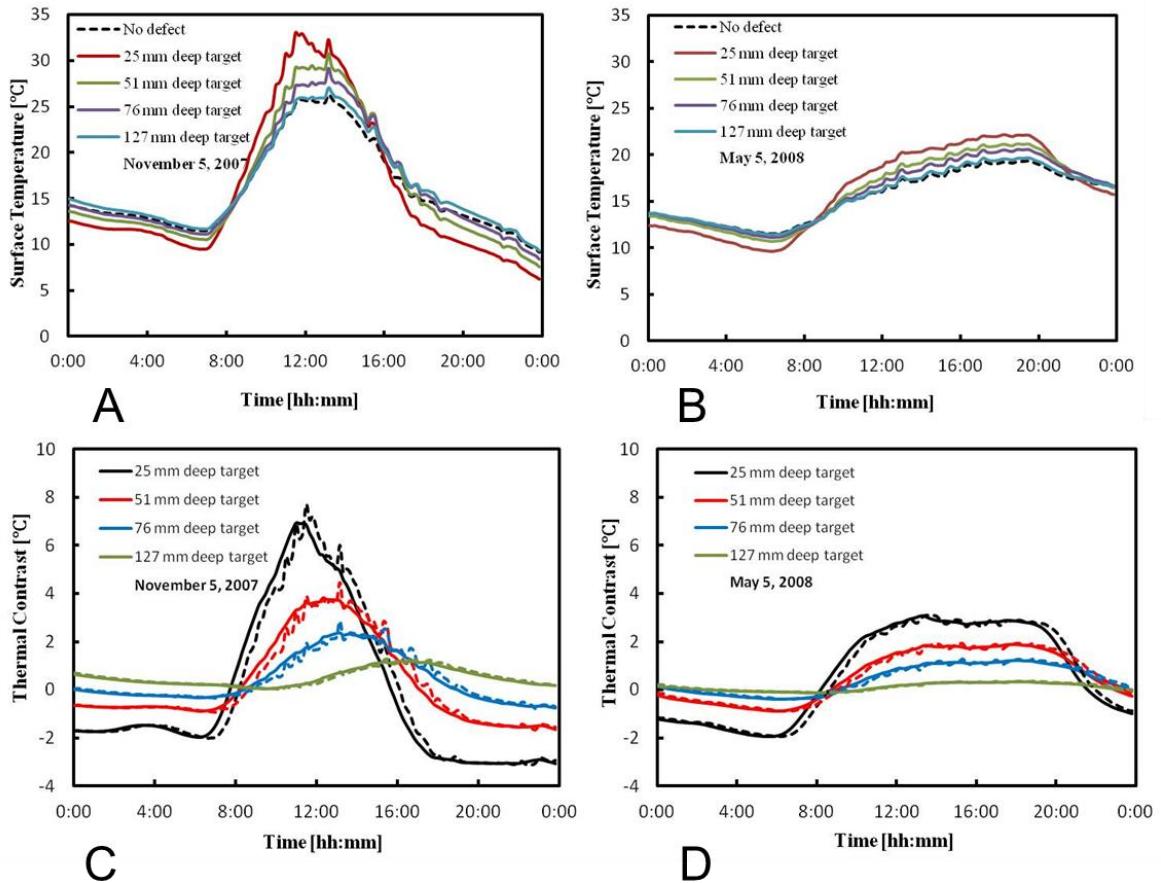 No defect
25 mm deep target
51 mm deep target
76 mm deep target
127 mm deep target
November 5, 2007
Surface Temperature [°C]
35
30
25
20
15
10
5
0
0:00 4:00 8:00 12:00 16:00 20:00 0:00
Time [hh:mm]
A
No defect
25 mm deep target
51 mm deep target
76 mm deep target
127 mm deep target
May 5, 2008
Surface Temperature [°C]
35
30
25
20
15
10
5
0
0:00 4:00 8:00 12:00 16:00 20:00 0:00
Time [hh:mm]
B
25 mm deep target
51 mm deep target
76 mm deep target
127 mm deep target
November 5, 2007
Thermal Contrast [°C]
10
8
6
4
2
0
-2
-4
0:00 4:00 8:00 12:00 16:00 20:00 0:00
Time [hh:mm]
C
25 mm deep target
51 mm deep target
76 mm deep target
127 mm deep target
May 5, 2008
Thermal Contrast [°C]
10
8
6
4
2
0
-2
-4
0:00 4:00 8:00 12:00 16:00 20:00 0:00
Time [hh:mm]
D